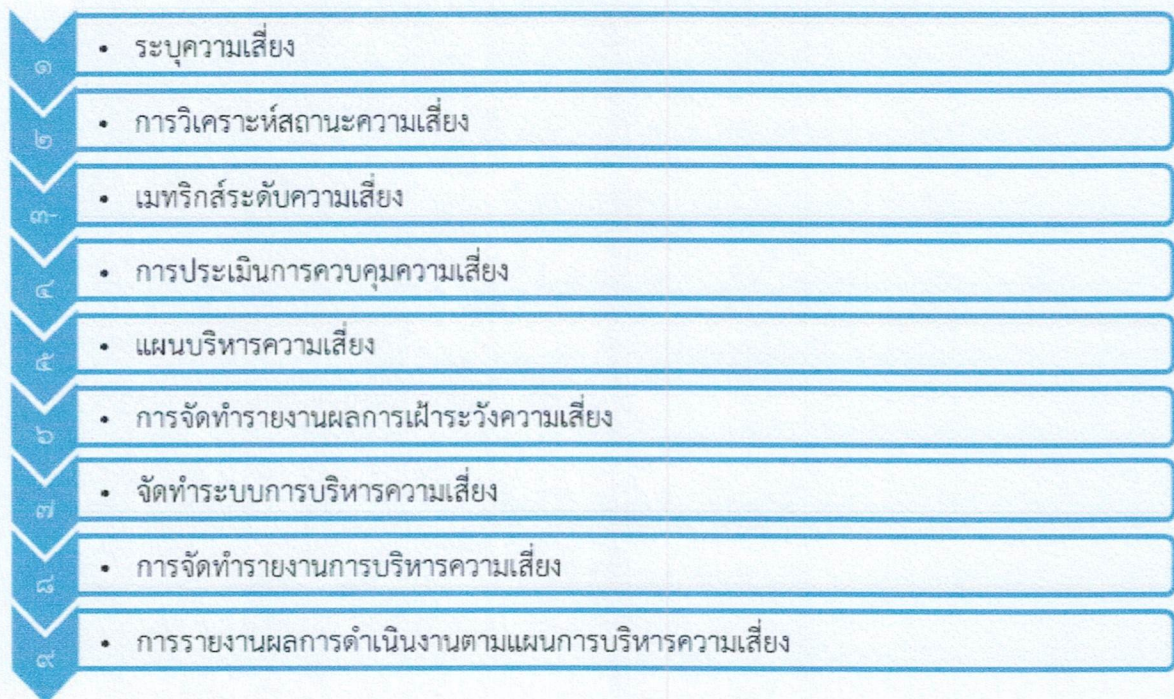 ๑
• ระบุความเสี่ยง
๒
• การวิเคราะห์สถานะความเสี่ยง
๓
• เมทริกส์ระดับความเสี่ยง
๔
• การประเมินการควบคุมความเสี่ยง
๕
• แผนบริหารความเสี่ยง
๖
• การจัดทำรายงานผลการเฝ้าระวังความเสี่ยง
๗
• จัดทำระบบการบริหารความเสี่ยง
๘
• การจัดทำรายงานการบริหารความเสี่ยง
๙
• การรายงานผลการดำเนินงานตามแผนการบริหารความเสี่ยง